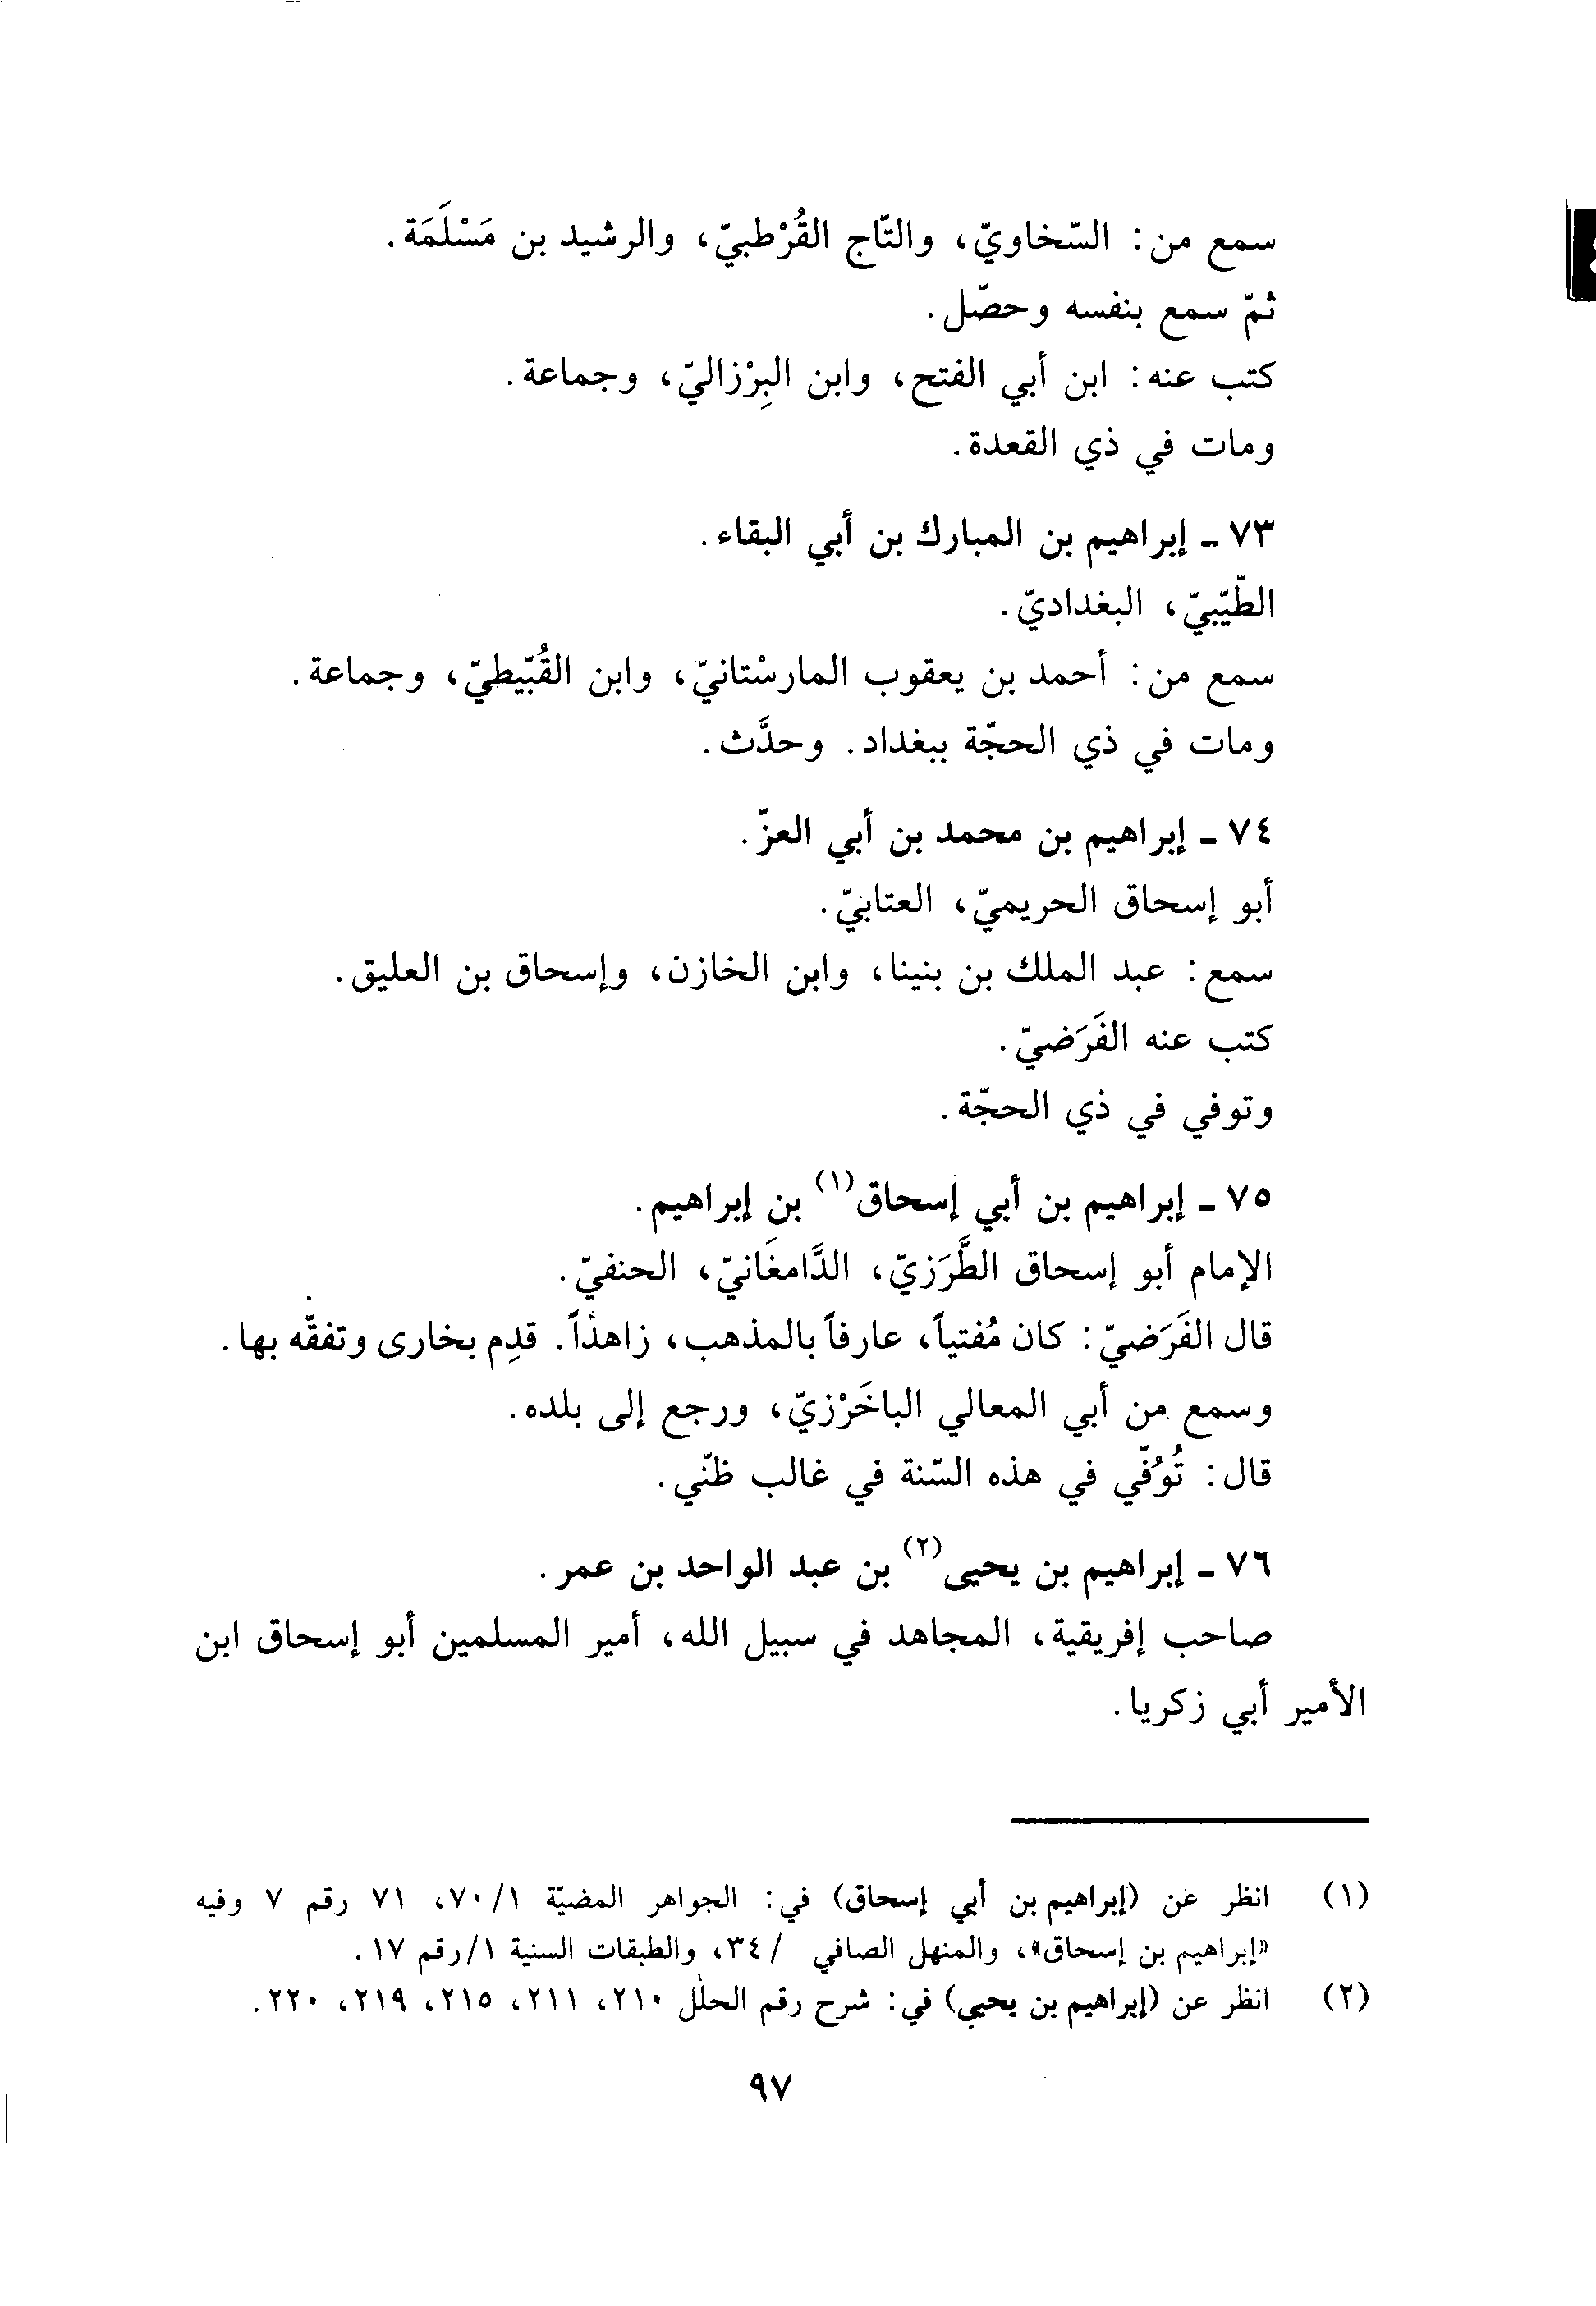 سمع من: السّخاويّ، والتّاج القُرْطبيّ، والرشيد بن مَسْلَمَة.
ثمّ سمع بنفسه وحصّل.
كتب عنه: ابن أبي الفتح، وابن البِرْزاليّ، وجماعة.
ومات في ذي القعدة.
٧٣ - إبراهيم بن المبارك بن أبي البقاء.
الطّيّبيّ، البغداديّ.
سمع من: أحمد بن يعقوب المارسْتانيّ، وابن القُبّيطيّ، وجماعة.
ومات في ذي الحجّة ببغداد. وحدَّث.
٧٤ - إبراهيم بن محمد بن أبي العزّ.
أبو إسحاق الحريميّ، العتابيّ.
سمع: عبد الملك بن بنينا، وابن الخازن، وإسحاق بن العليق.
كتب عنه الفَرَضيّ.
وتوفي في ذي الحجّة.
٧٥ - إبراهيم بن أبي إسحاق(١) بن إبراهيم.
الإمام أبو إسحاق الطَّرَزيّ، الدَّامغَانيّ، الحنفيّ.
قال الفَرَضيّ: كان مُفتياً، عارفاً بالمذهب، زاهداً. قدِم بخارى وتفقّه بها.
وسمع من أبي المعالي الباخَرْزيّ، ورجع إلى بلده.
قال: تُوُفّي في هذه السّنة في غالب ظنّي.
٧٦ - إبراهيم بن يحيى(٢) بن عبد الواحد بن عمر.
صاحب إفريقية، المجاهد في سبيل الله، أمير المسلمين أبو إسحاق ابن
الأمير أبي زكريا.
(١) انظر عن (إبراهيم بن أبي إسحاق) في: الجواهر المضيّة ٧٠/١، ٧١ رقم ٧ وفيه
«إبراهيم بن إسحاق»، والمنهل الصافي /٣٤، والطبقات السنية ١/رقم ١٧.
(٢) انظر عن (إبراهيم بن يحيى) في: شرح رقم الحلل ٢١٠، ٢١١، ٢١٥، ٢١٩، ٢٢٠.
٩٧